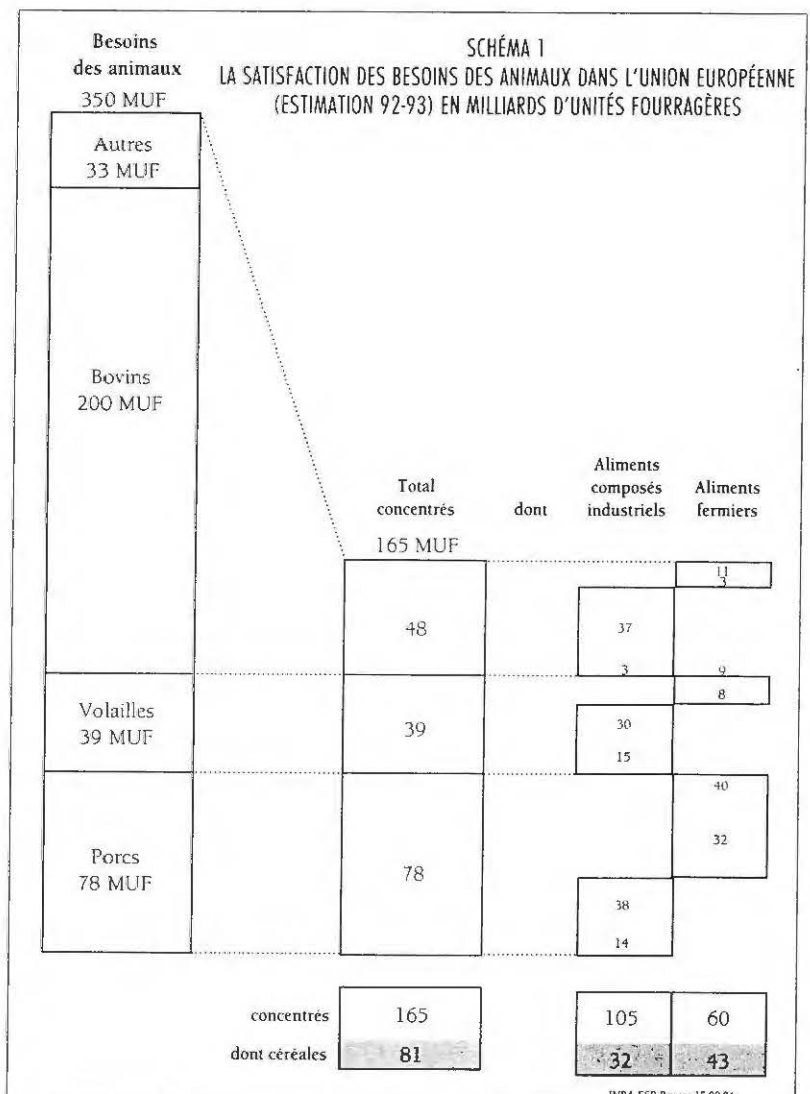 Besoins
des animaux
350 MUF
SCHÉMA 1
LA SATISFACTION DES BESOINS DES ANIMAUX DANS L'UNION EUROPÉENNE
(ESTIMATION 92-93) EN MILLIARDS D'UNITÉS FOURRAGÈRES
Autres
33 MUF
Bovins
200 MUF
Volailles
39 MUF
Porcs
78 MUF
Total
concentrés
165 MUF
dont
Aliments
composés
industriels
Aliments
fermiers
11
3
48
37
3
9
8
39
30
15
40
32
78
38
14
concentrés
165
105
60
dont céréales
81
32
43